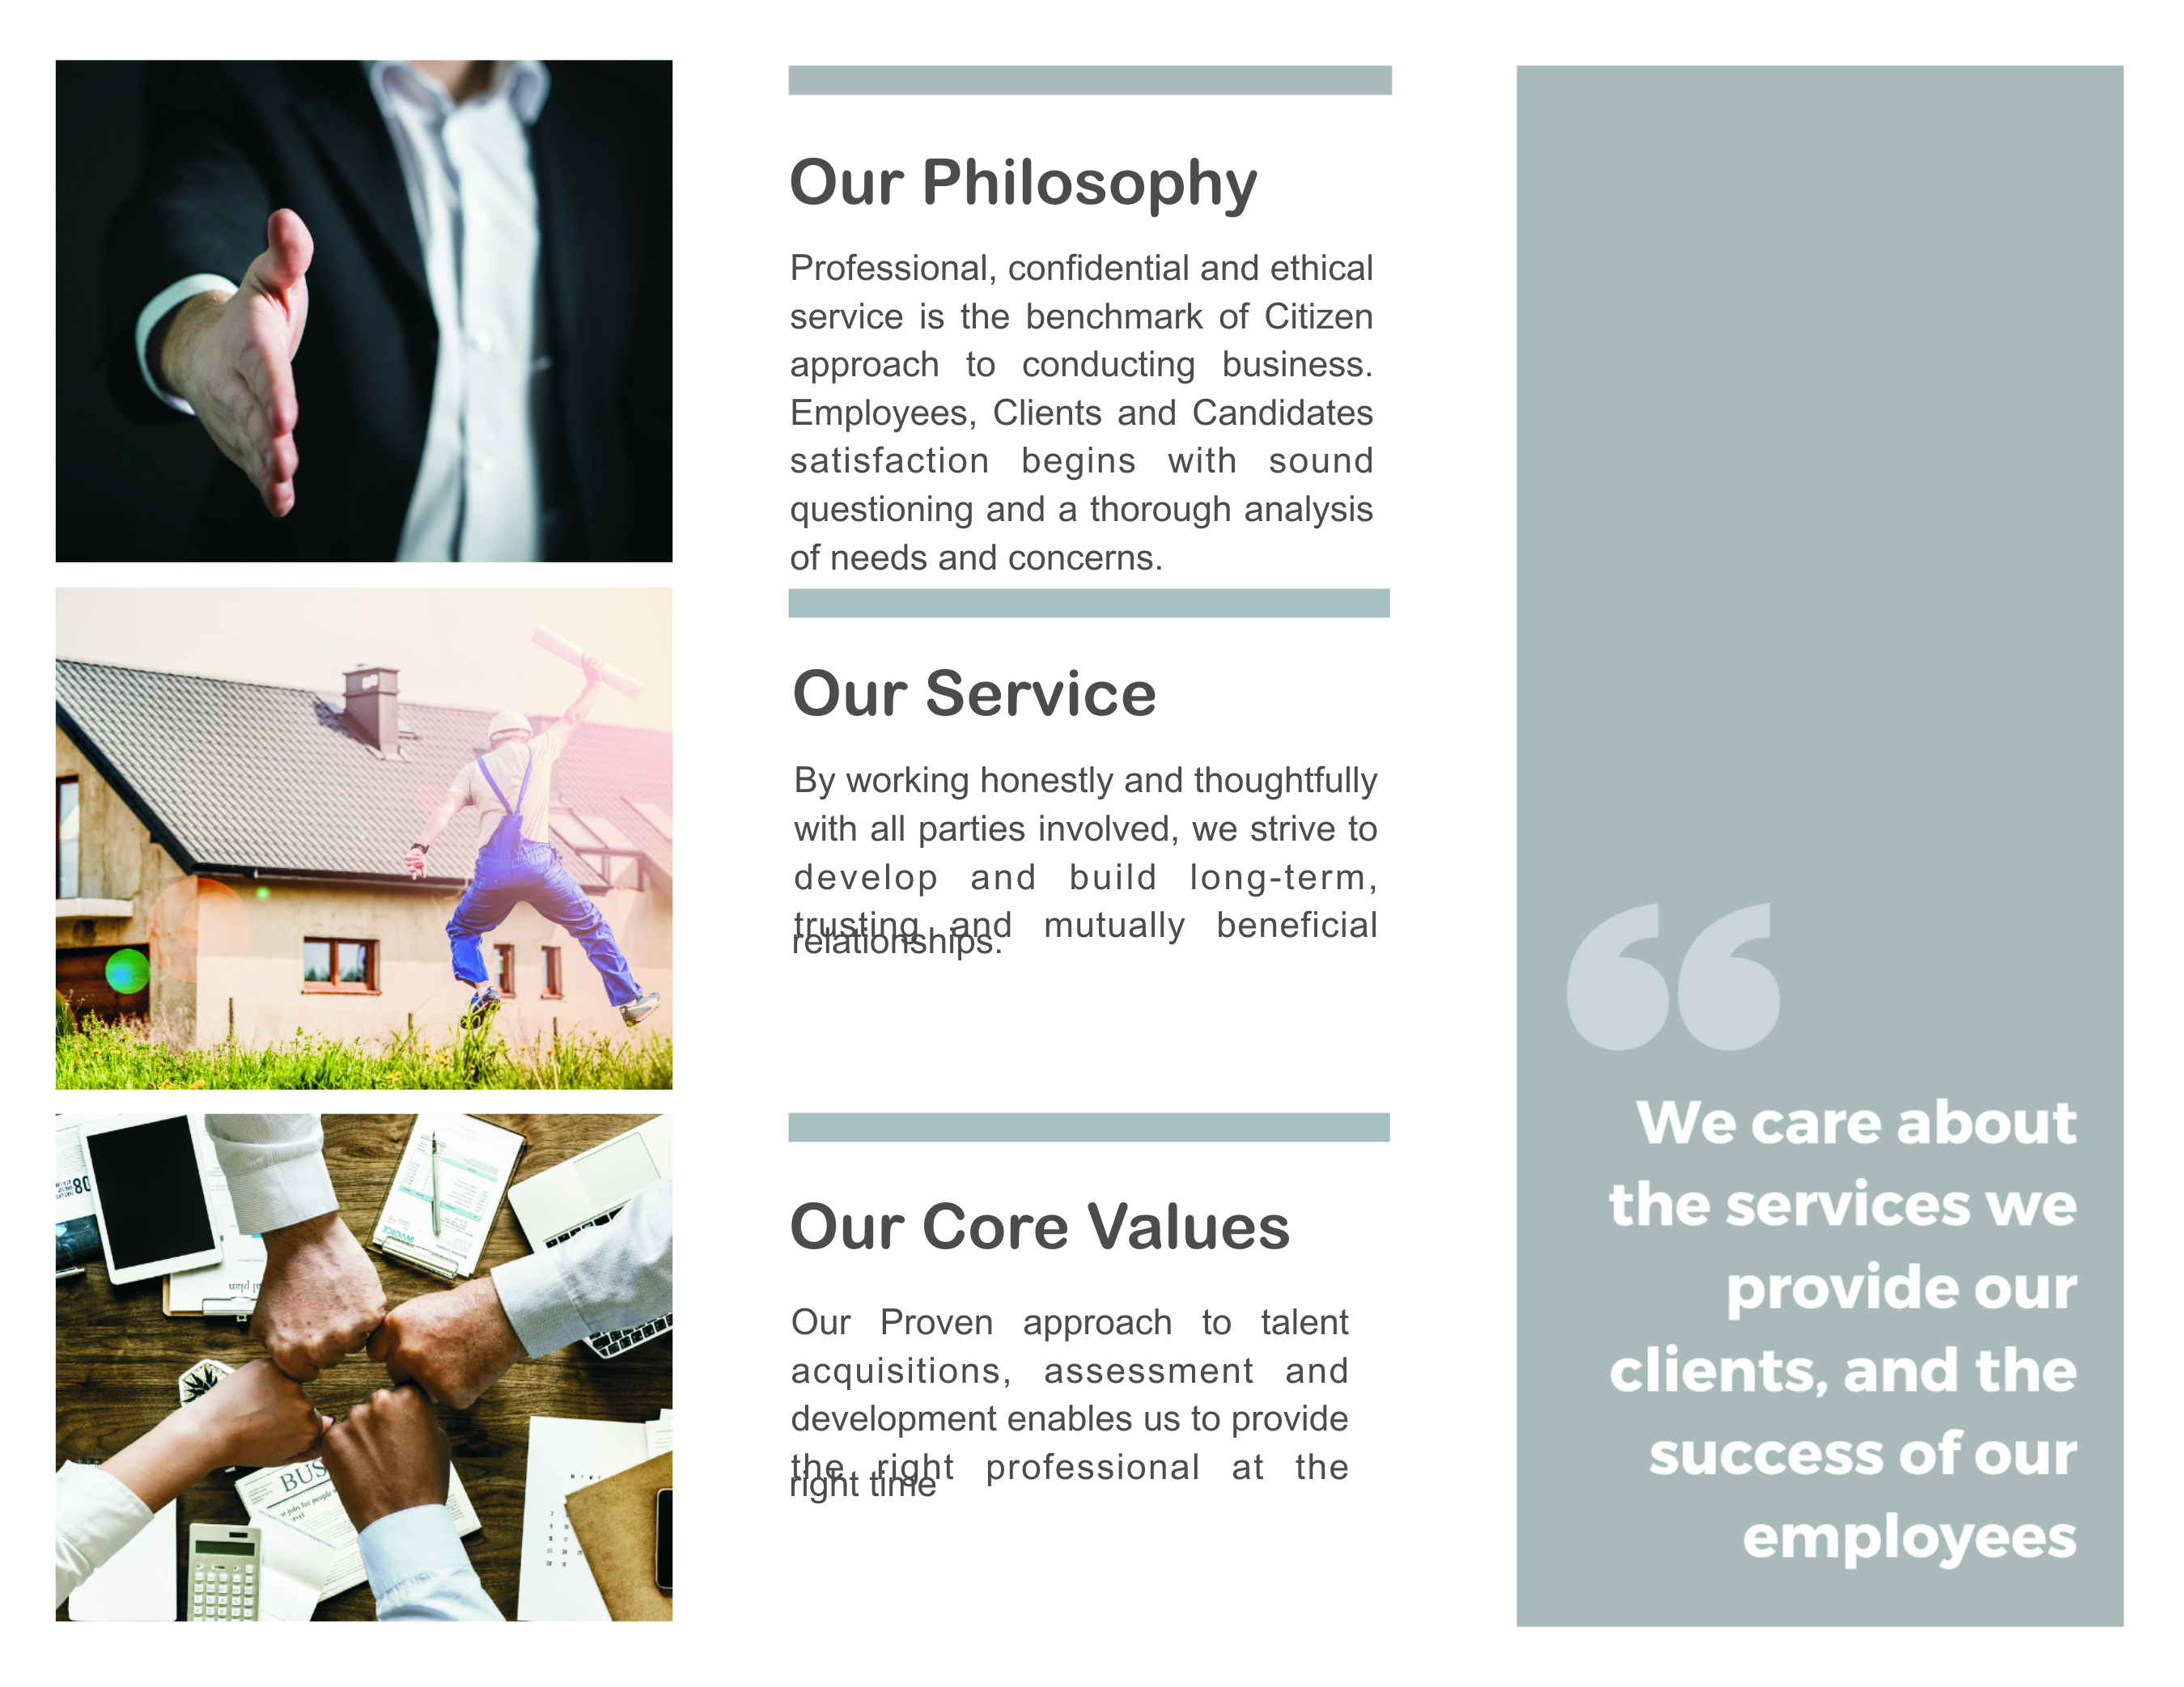 Our Philosophy
Professional, confidential and ethical
service is the benchmark of Citizen
approach to conducting business.
Employees, Clients and Candidates
satisfaction begins with sound
questioning and a thorough analysis
of needs and concerns.
Our Service
By working honestly and thoughtfully
with all parties involved, we strive to
develop and build long-term,
trusting and mutually beneficial
relationships.
Our Core Values
Our Proven approach to talent
acquisitions, assessment and
development enables us to provide
the right professional at the
right time
“
We care about
the services we
provide our
clients, and the
success of our
employees
INVOICE
plan
BUS